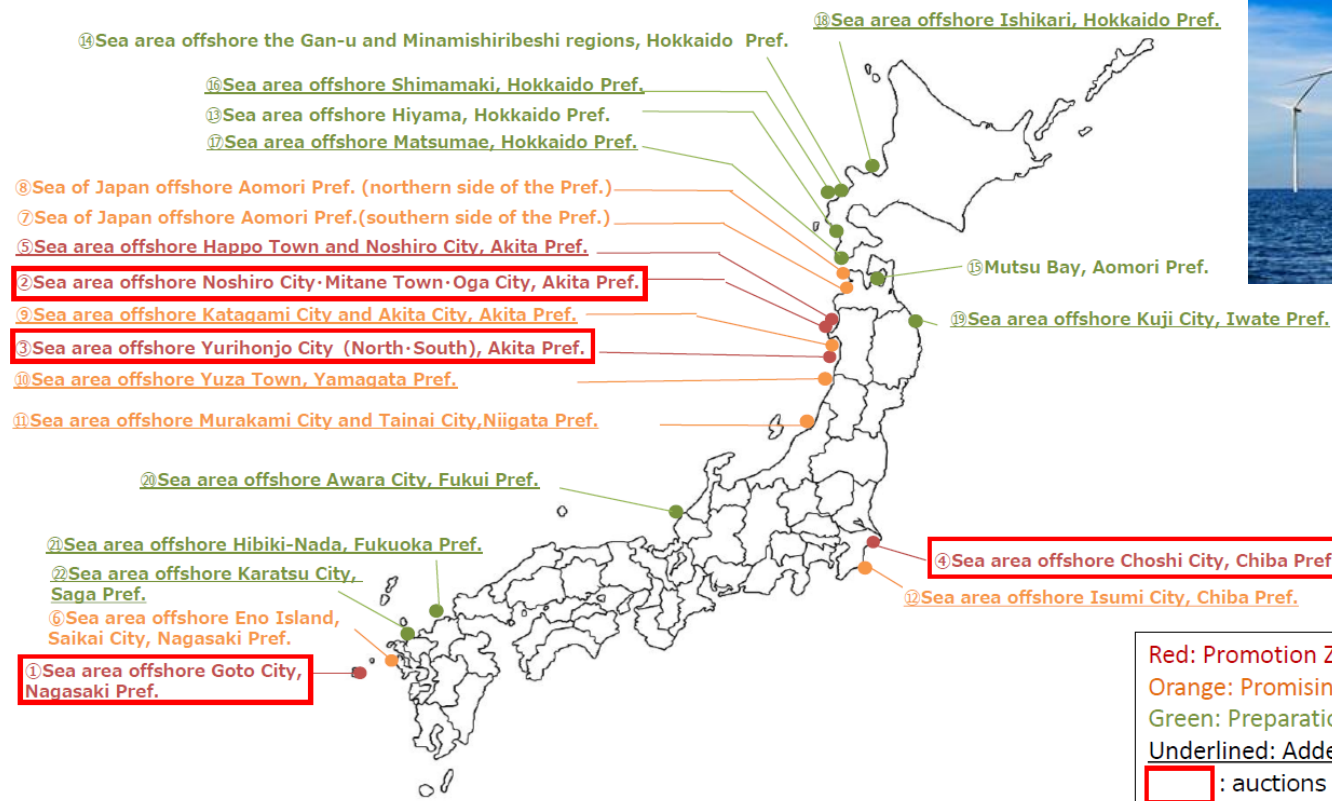 ⑱Sea area offshore Ishikari, Hokkaido Pref.
⑭Sea area offshore the Gan-u and Minamishiribeshi regions, Hokkaido Pref.
⑯Sea area offshore Shimamaki, Hokkaido Pref.
⑬Sea area offshore Hiyama, Hokkaido Pref.
⑰Sea area offshore Matsumae, Hokkaido Pref.
⑧Sea of Japan offshore Aomori Pref. (northern side of the Pref.)
⑦Sea of Japan offshore Aomori Pref.(southern side of the Pref.)
⑤Sea area offshore Happo Town and Noshiro City, Akita Pref.
②Sea area offshore Noshiro City･Mitane Town･Oga City, Akita Pref.
⑮Mutsu Bay, Aomori Pref.
⑨Sea area offshore Katagami City and Akita City, Akita Pref.
⑲Sea area offshore Kuji City, Iwate Pref.
③Sea area offshore Yurihonjo City (North･South), Akita Pref.
⑩Sea area offshore Yuza Town, Yamagata Pref.
⑪Sea area offshore Murakami City and Tainai City,Niigata Pref.
⑳Sea area offshore Awara City, Fukui Pref.
㉑Sea area offshore Hibiki-Nada, Fukuoka Pref.
④Sea area offshore Choshi City, Chiba Pref
㉒Sea area offshore Karatsu City,
Saga Pref.
⑫Sea area offshore Isumi City, Chiba Pref.
⑥Sea area offshore Eno Island,
Saikai City, Nagasaki Pref.
①Sea area offshore Goto City,
Nagasaki Pref.
Red: Promotion
Orange:
Green:
Underlined:
: auctions